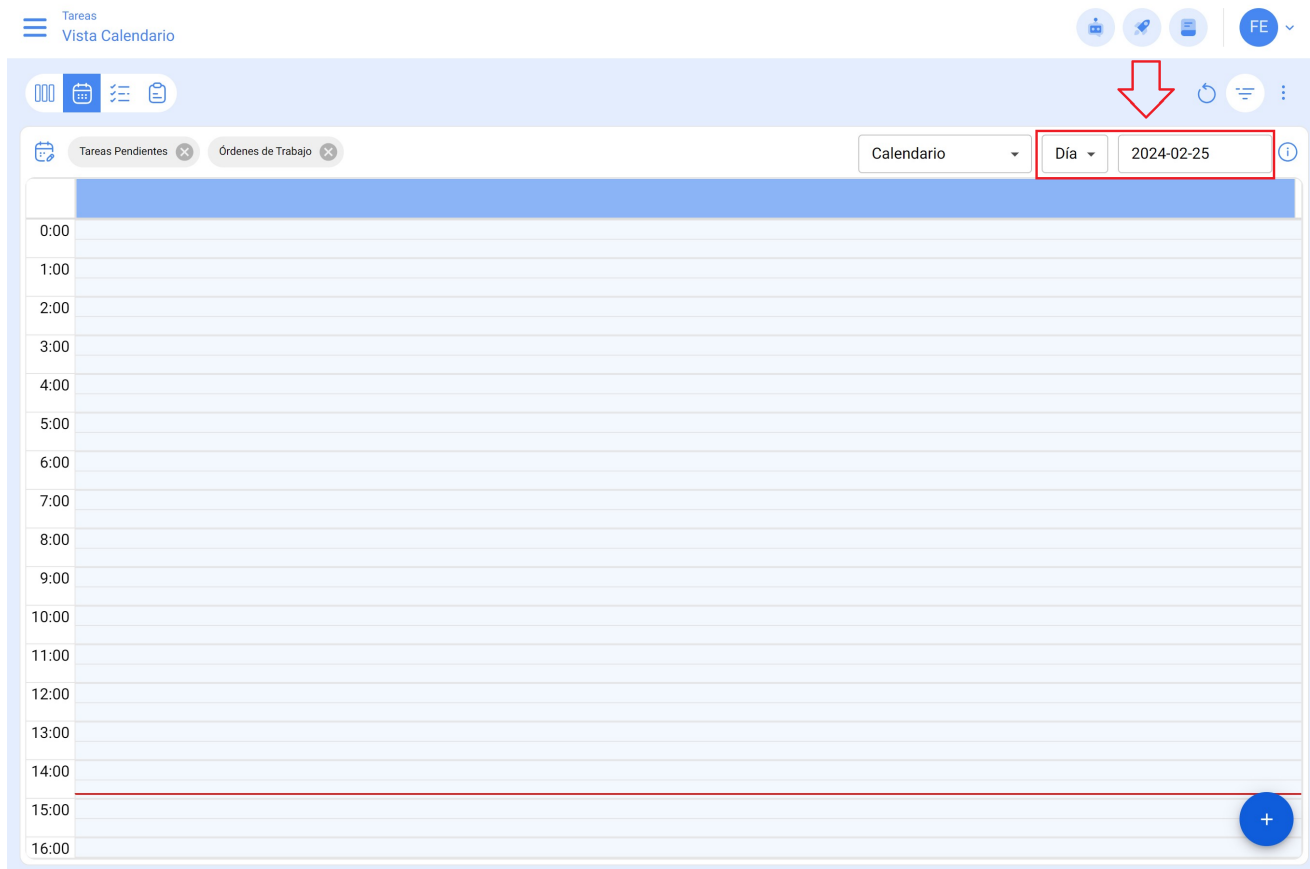 Tareas
Vista Calendario
FE
Tareas Pendientes
Órdenes de Trabajo
Calendario
Día
2024-02-25
0:00
1:00
2:00
3:00
4:00
5:00
6:00
7:00
8:00
9:00
10:00
11:00
12:00
13:00
14:00
15:00
16:00